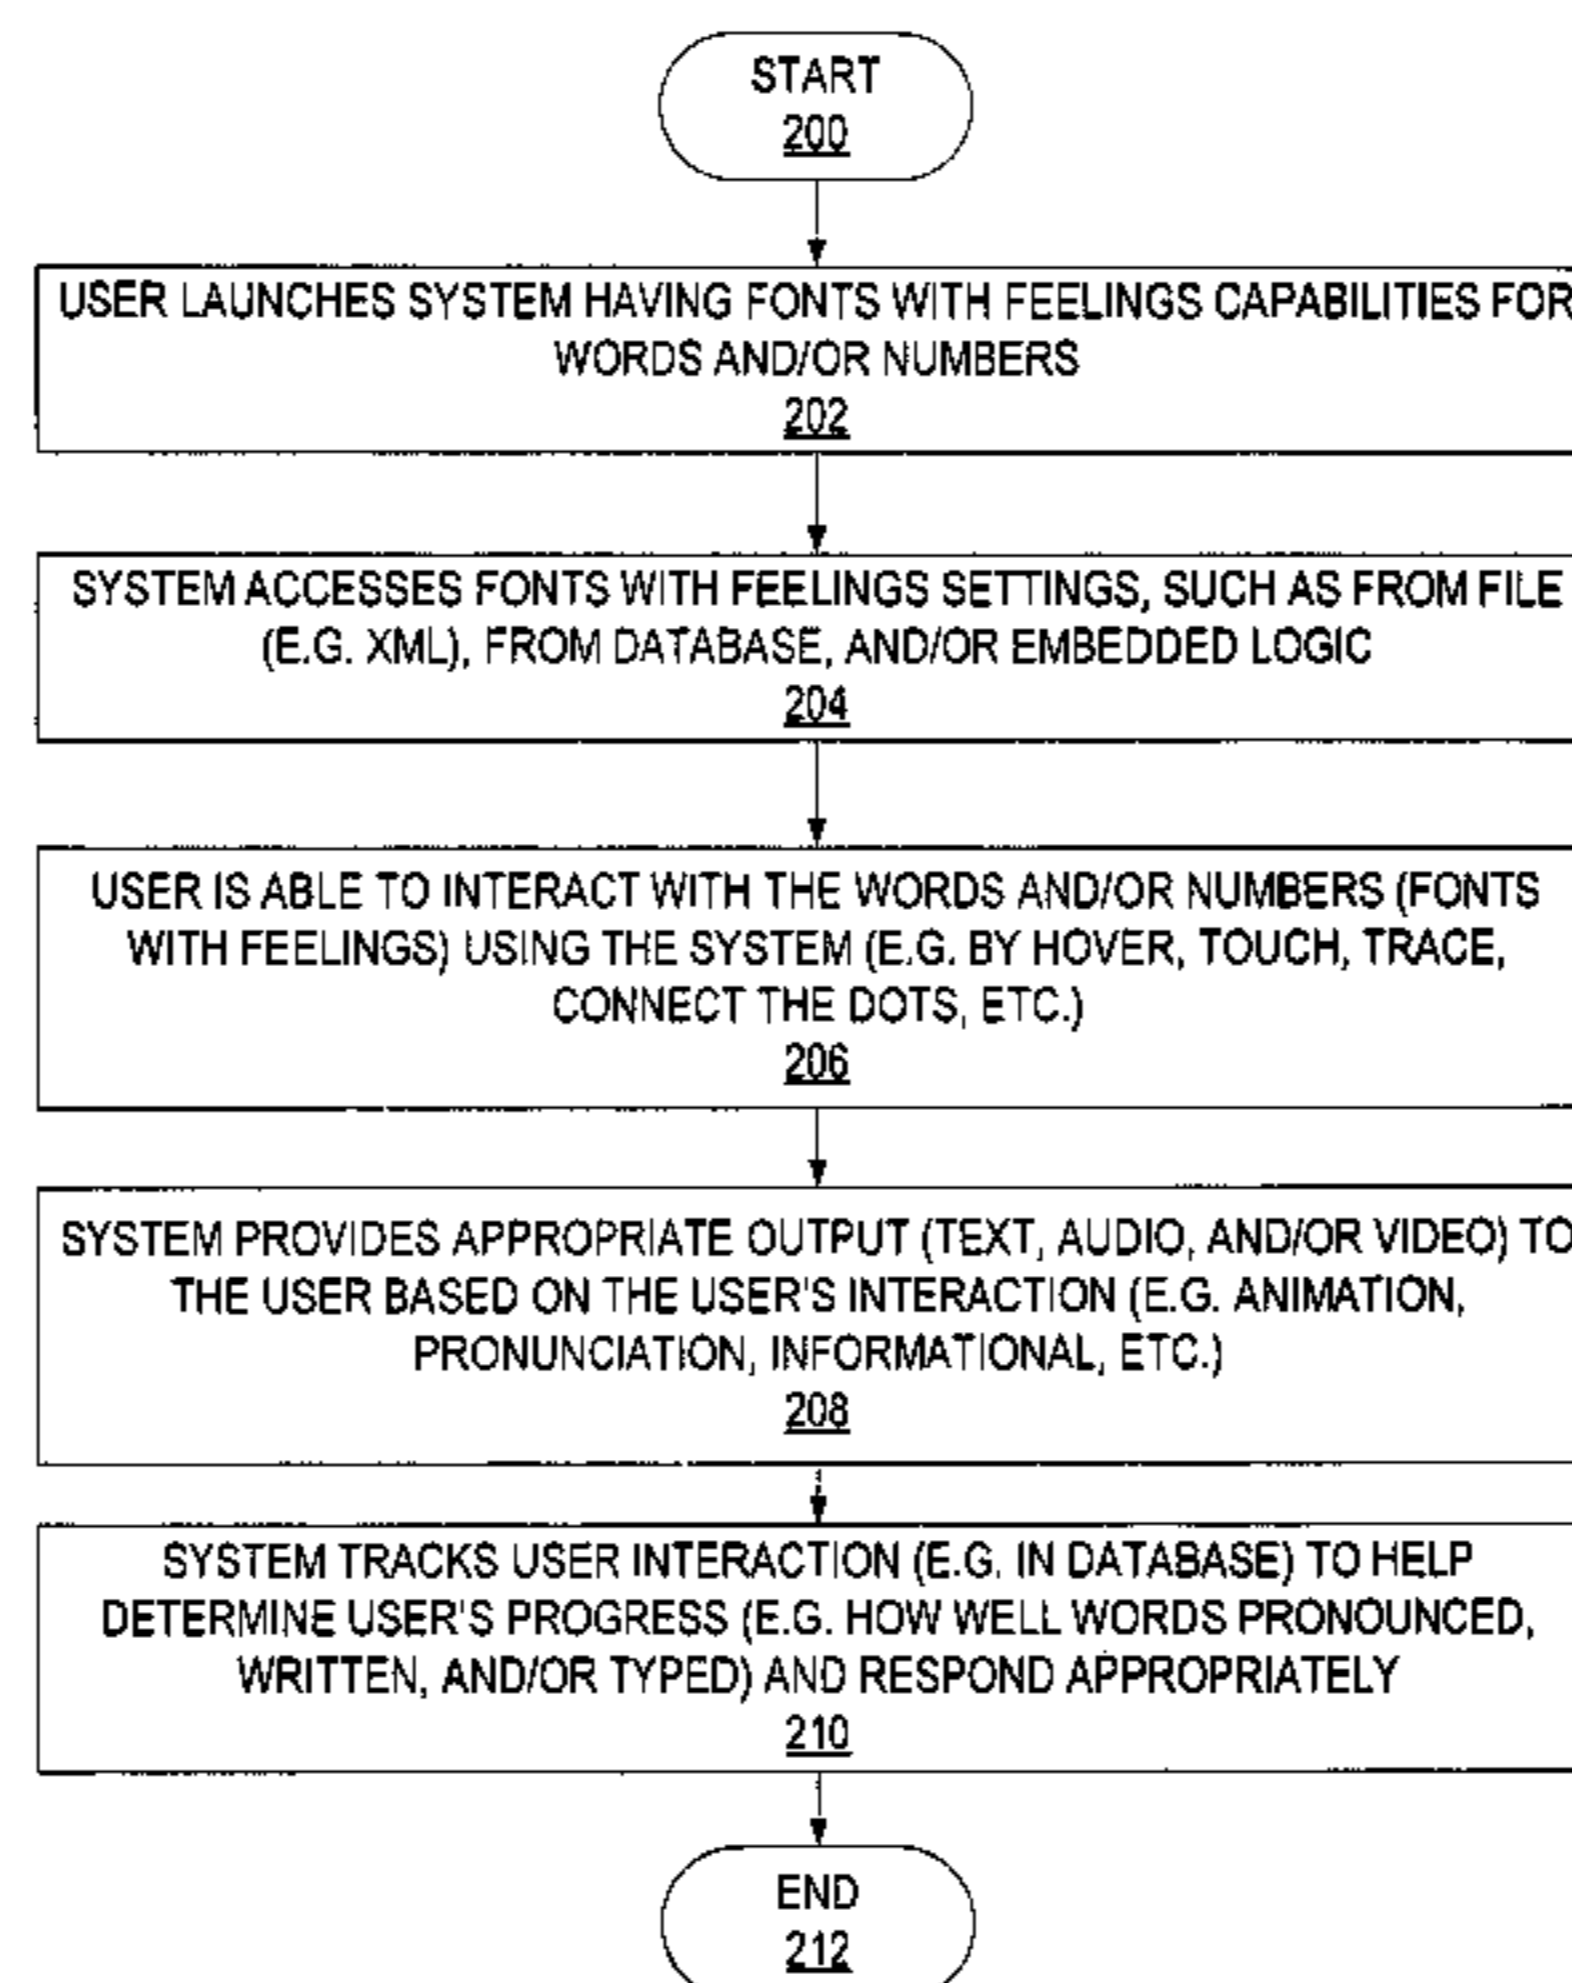 START
200
USER LAUNCHES SYSTEM HAVING FONTS WITH FEELINGS CAPABILITIES FOR
WORDS AND/OR NUMBERS
202
SYSTEM ACCESSES FONTS WITH FEELINGS SETTINGS, SUCH AS FROM FILE
(E.G. XML), FROM DATABASE, AND/OR EMBEDDED LOGIC
204
USER IS ABLE TO INTERACT WITH THE WORDS AND/OR NUMBERS (FONTS
WITH FEELINGS) USING THE SYSTEM (E.G. BY HOVER, TOUCH, TRACE,
CONNECT THE DOTS, ETC.)
206
SYSTEM PROVIDES APPROPRIATE OUTPUT (TEXT, AUDIO, AND/OR VIDEO) TO
THE USER BASED ON THE USER'S INTERACTION (E.G. ANIMATION,
PRONUNCIATION, INFORMATIONAL, ETC.)
208
SYSTEM TRACKS USER INTERACTION (E.G. IN DATABASE) TO HELP
DETERMINE USER'S PROGRESS (E.G. HOW WELL WORDS PRONOUNCED,
WRITTEN, AND/OR TYPED) AND RESPOND APPROPRIATELY
210
END
212